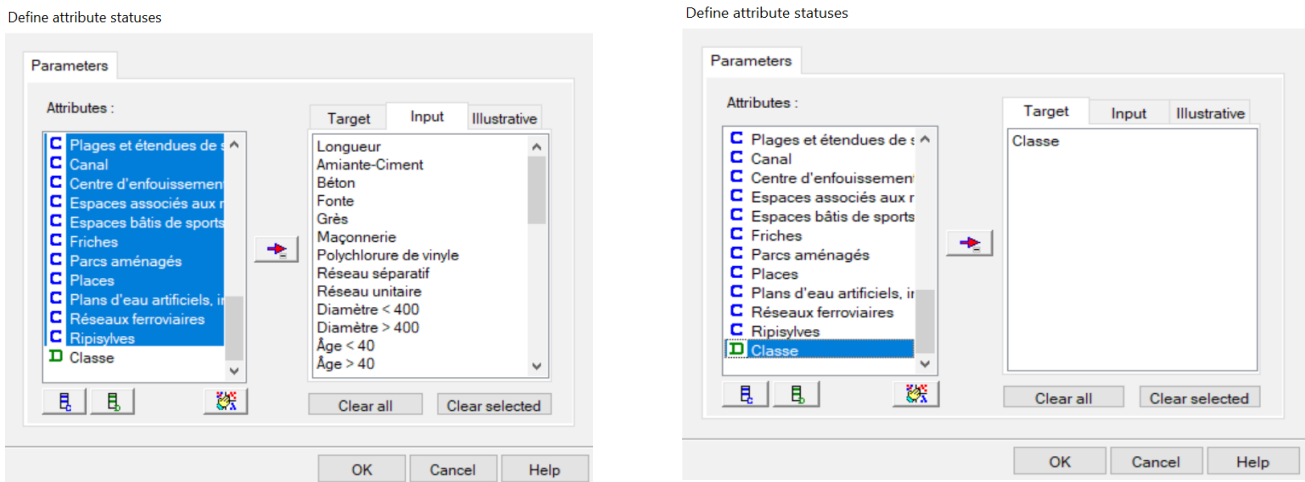 Define attribute statuses
Parameters
Attributes :
Plages et étendues de s
Canal
Centre d'enfouissement
Espaces associés aux r
Espaces bâtis de sports
Friches
Parcs aménagés
Places
Plans d'eau artificiels, ir
Réseaux ferroviaires
Ripisylves
Classe
Target Input Illustrative
Longueur
Amiante-Ciment
Béton
Fonte
Grès
Maçonnerie
Polychlorure de vinyle
Réseau séparatif
Réseau unitaire
Diamètre < 400
Diamètre > 400
Âge < 40
Âge > 40
Clear all Clear selected
OK Cancel Help
Define attribute statuses
Parameters
Attributes :
Plages et étendues de s
Canal
Centre d'enfouissement
Espaces associés aux r
Espaces bâtis de sports
Friches
Parcs aménagés
Places
Plans d'eau artificiels, ir
Réseaux ferroviaires
Ripisylves
Classe
Target Input Illustrative
Classe
Clear all Clear selected
OK Cancel Help